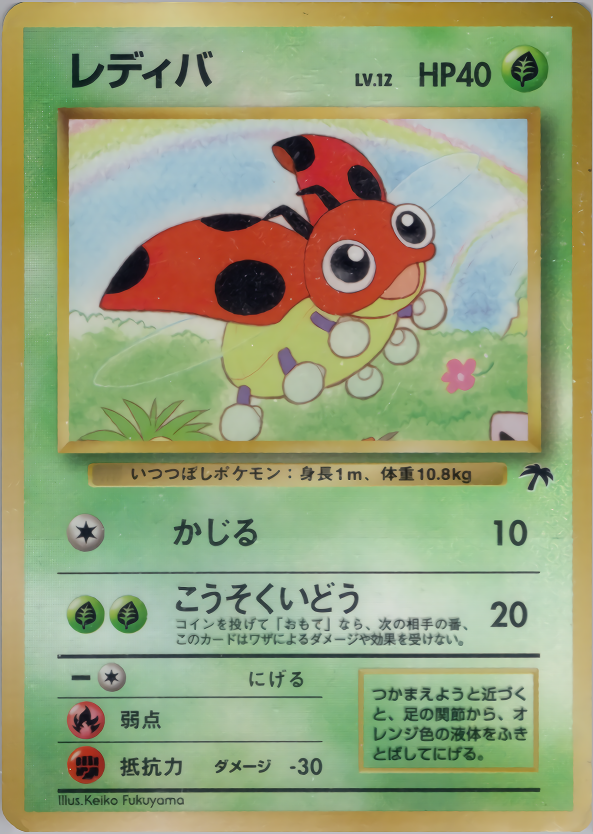 レディバ LV.12 HP40
いつつぼしポケモン：身長1m、体重10.8kg
かじる 10
こうそくいどう 20
コインを投げて「おもて」なら、次の相手の番、
このカードはワザによるダメージや効果を受けない。
にげる
弱点
抵抗力 ダメージ -30
つかまえようと近づく
と、足の関節から、オ
レンジ色の液体をふき
とばしてにげる。
Illus.Keiko Fukuyama